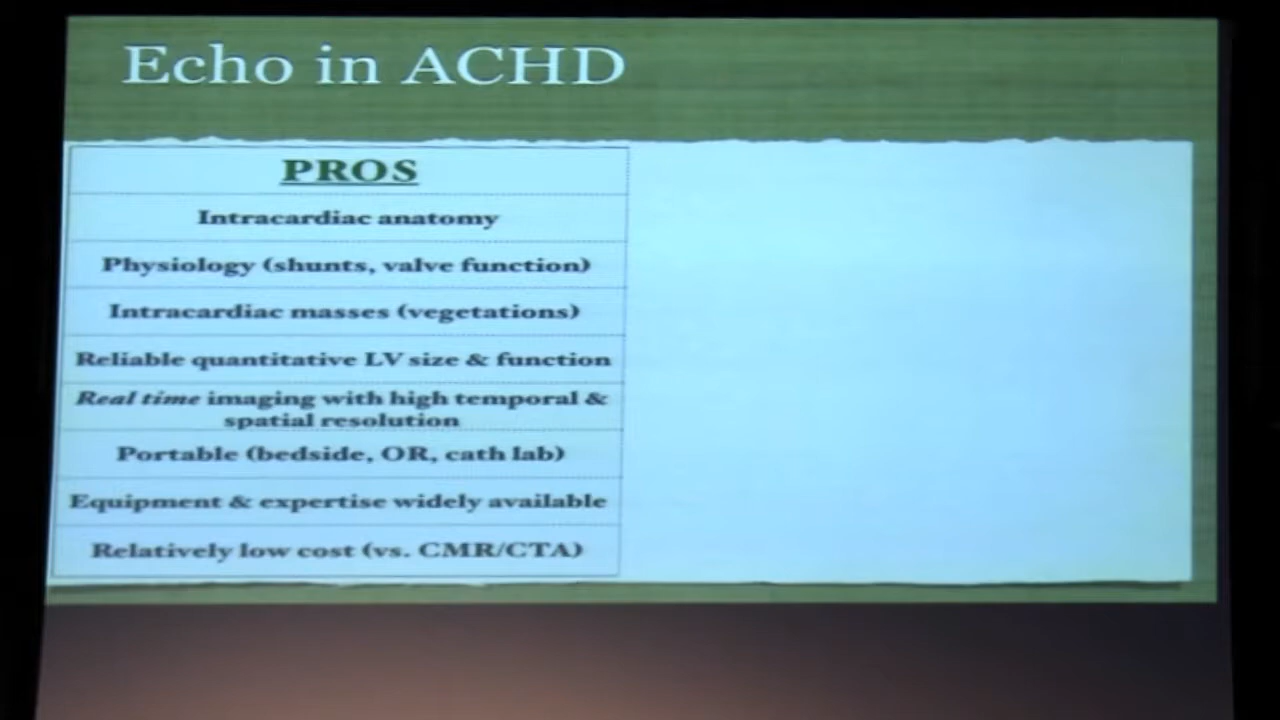 Echo in ACHD
PROS
Intracardiac anatomy
Physiology (shunts, valve function)
Intracardiac masses (vegetations)
Reliable quantitative LV size & function
Real time imaging with high temporal &
spatial resolution
Portable (bedside, OR, cath lab)
Equipment & expertise widely available
Relatively low cost (vs. CMR/CTA)